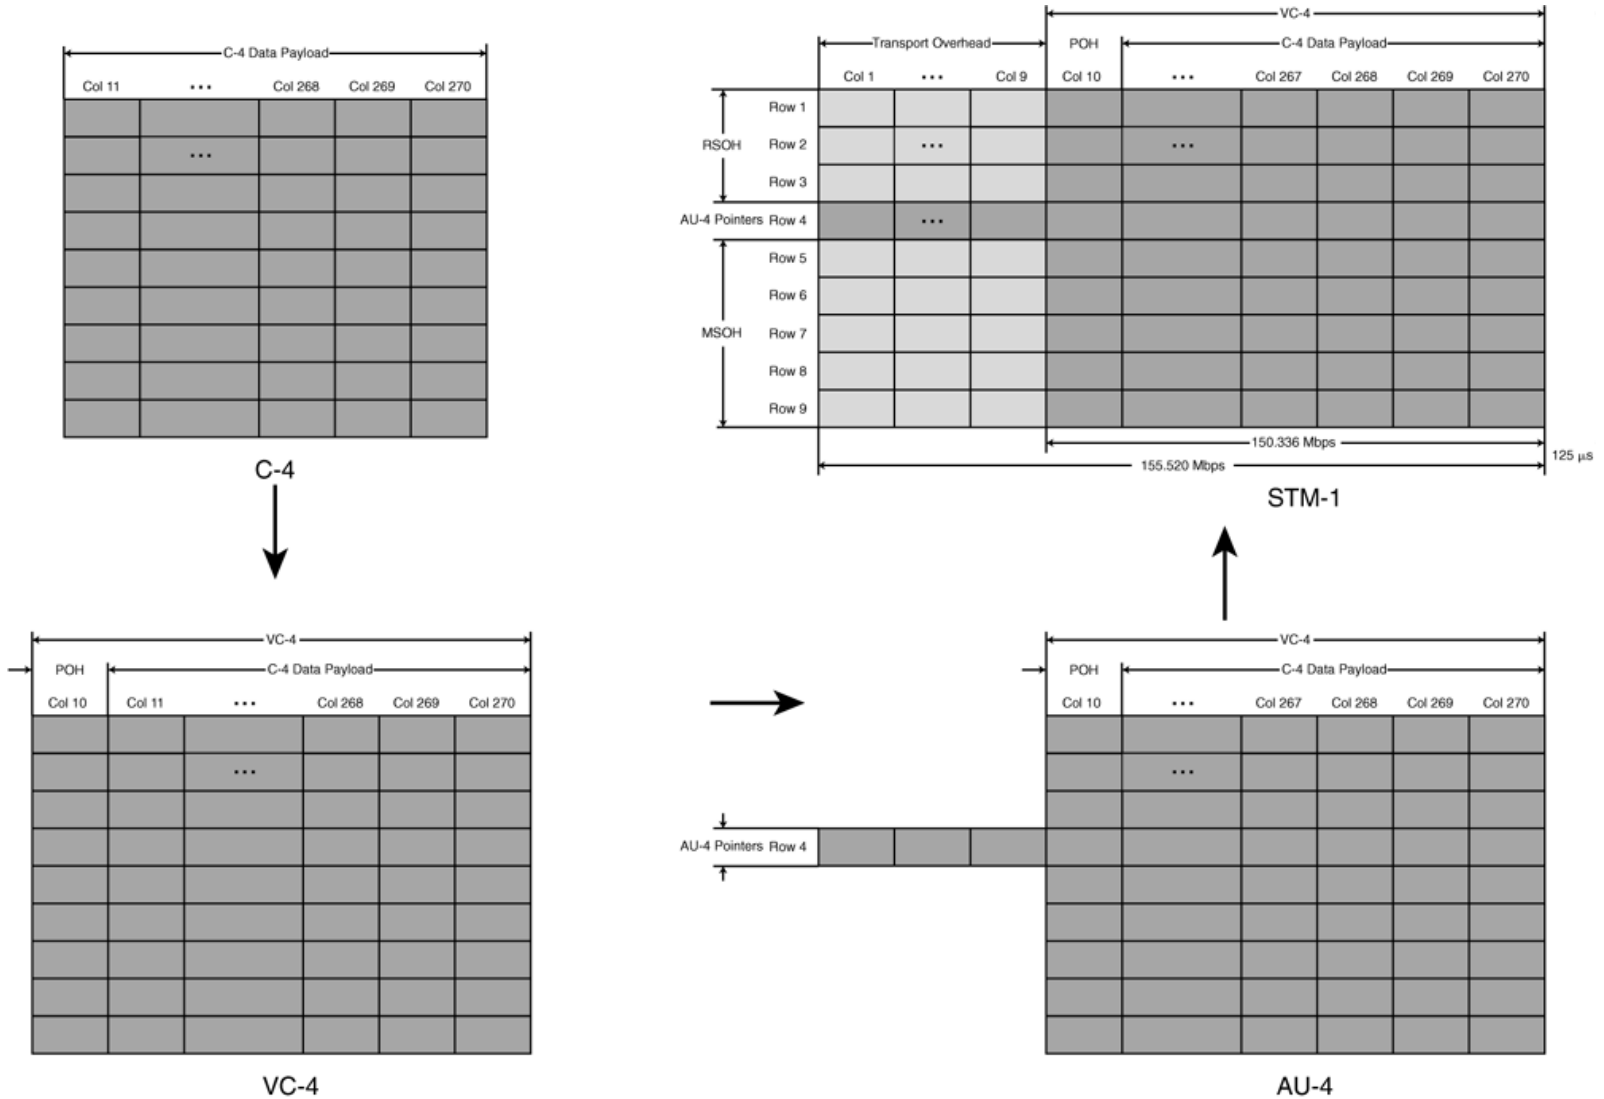 C-4 Data Payload
Col 11 ... Col 268 Col 269 Col 270
...
C-4
VC-4
Transport Overhead POH C-4 Data Payload
Col 1 ... Col 9 Col 10 ... Col 267 Col 268 Col 269 Col 270
Row 1
RSOH Row 2 ... ...
Row 3
AU-4 Pointers Row 4 ...
Row 5
Row 6
MSOH Row 7
Row 8
Row 9
150.336 Mbps
125 μs
155.520 Mbps
STM-1
VC-4
POH C-4 Data Payload
Col 10 Col 11 ... Col 268 Col 269 Col 270
...
VC-4
VC-4
POH C-4 Data Payload
Col 10 ... Col 267 Col 268 Col 269 Col 270
...
AU-4 Pointers Row 4
AU-4